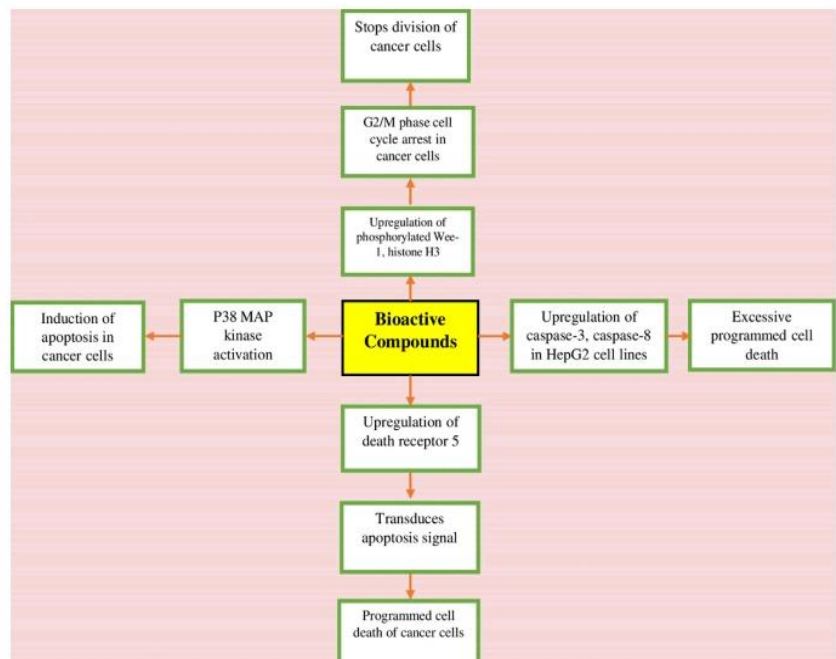 Stops division of
cancer cells
G2/M phase cell
cycle arrest in
cancer cells
Upregulation of
phosphorylated Wee-
1, histone H3
Induction of
apoptosis in
cancer cells
P38 MAP
kinase
activation
Bioactive
Compounds
Upregulation of
caspase-3, caspase-8
in HepG2 cell lines
Excessive
programmed cell
death
Upregulation of
death receptor 5
Transduces
apoptosis signal
Programmed cell
death of cancer cells